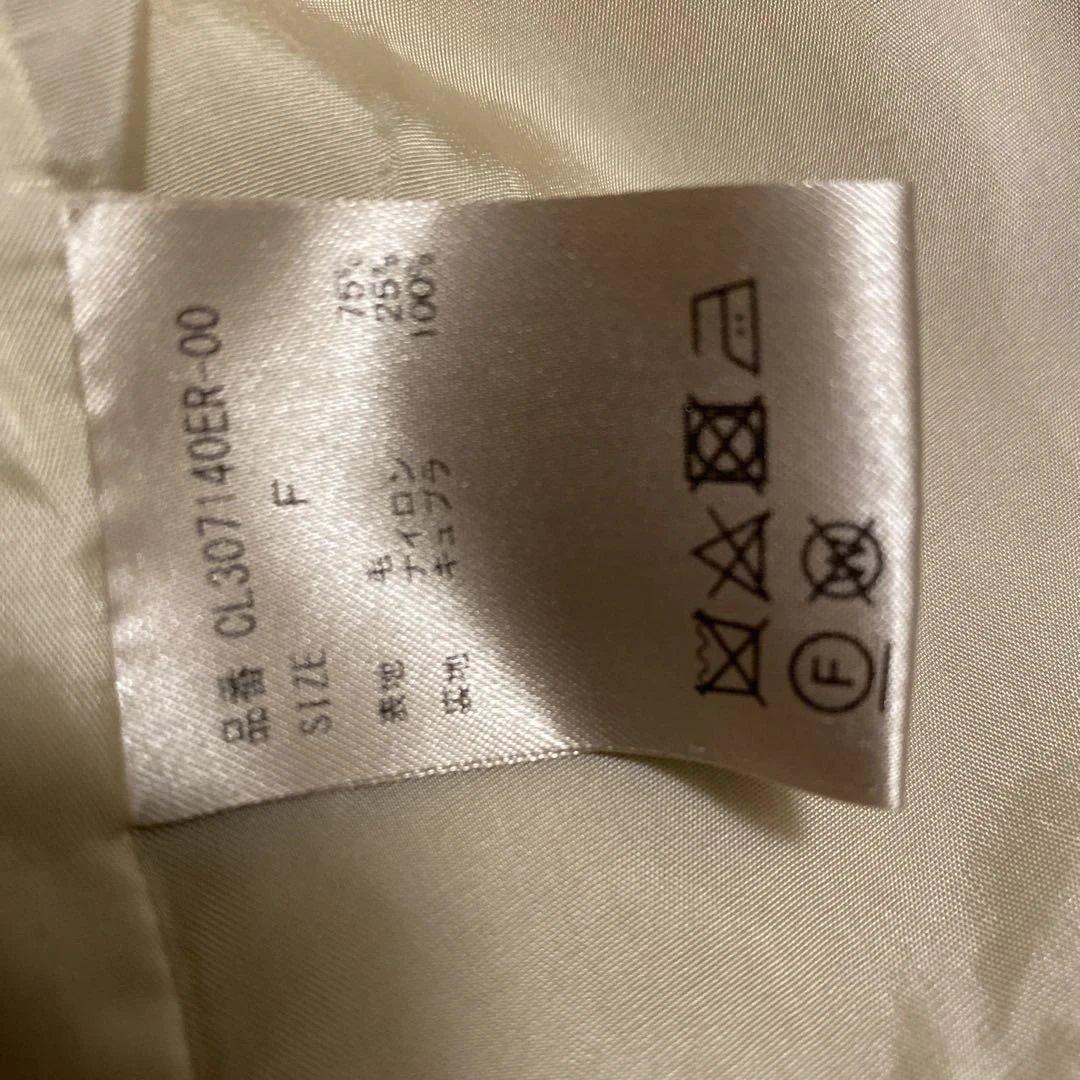 品番 CL307140ER-00
SIZE F
表地 毛 75%
ナイロン 25%
裏地 キュプラ 100%
F
W